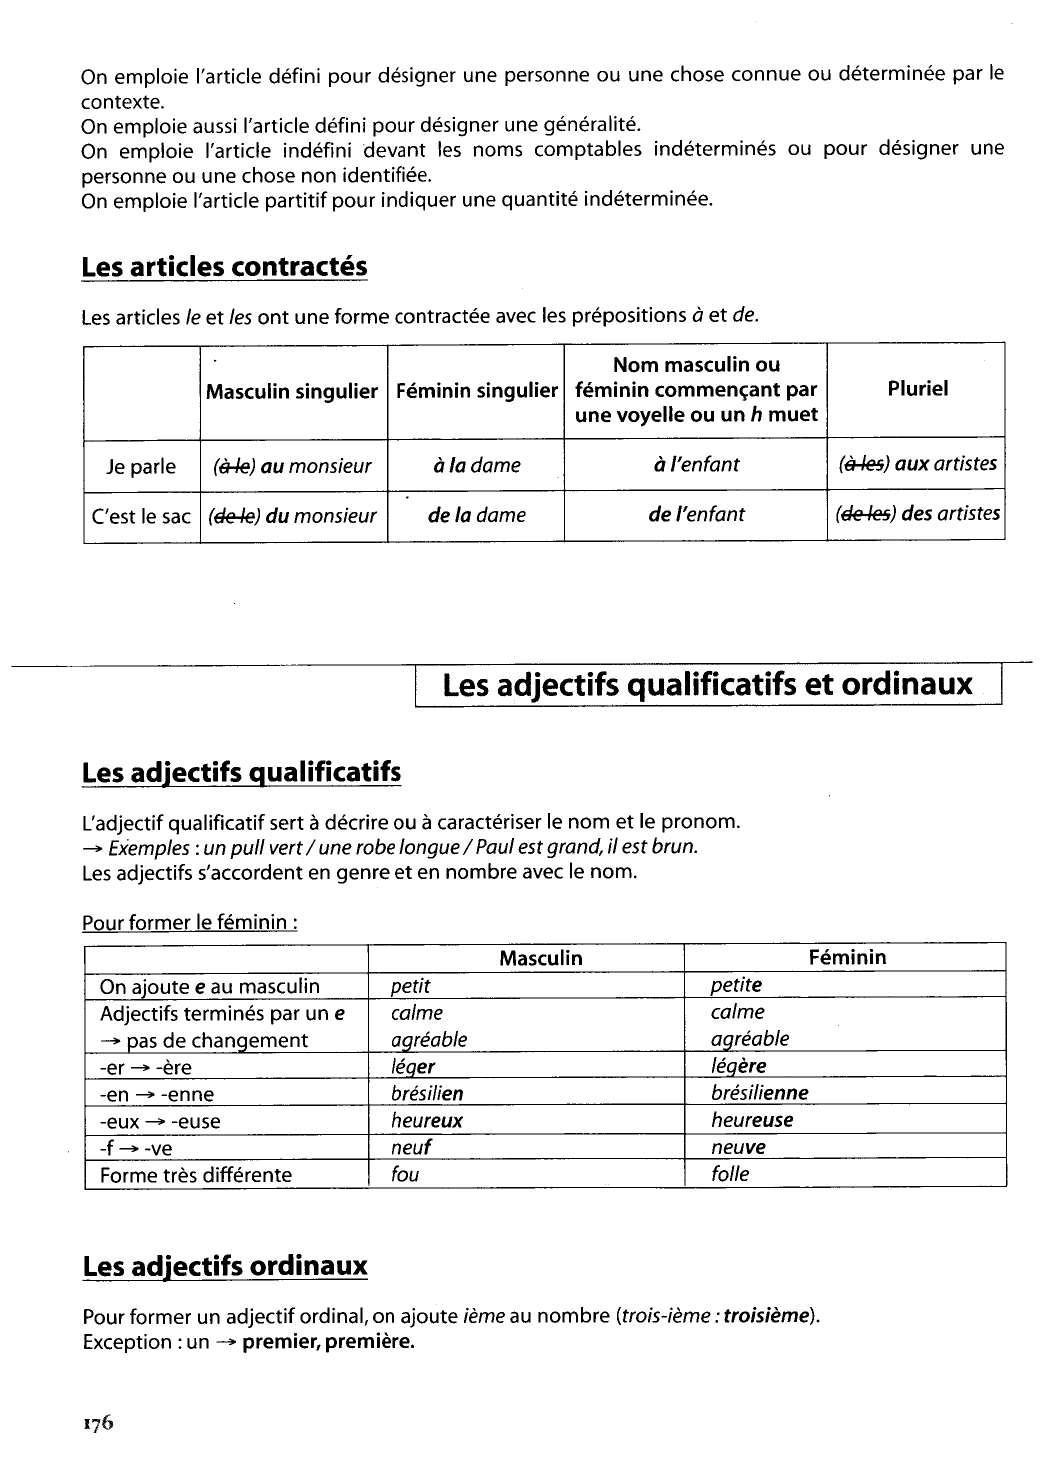 On emploie l'article défini pour désigner une personne ou une chose connue ou déterminée par le
contexte.
On emploie aussi l'article défini pour désigner une généralité.
On emploie l'article indéfini devant les noms comptables indéterminés ou pour désigner une
personne ou une chose non identifiée.
On emploie l'article partitif pour indiquer une quantité indéterminée.
Les articles contractés
Les articles le et les ont une forme contractée avec les prépositions à et de.
Masculin singulier Féminin singulier Nom masculin ou
féminin commençant par
une voyelle ou un h muet Pluriel
Je parle (à le) au monsieur à la dame à l'enfant (à les) aux artistes
C'est le sac (de le) du monsieur de la dame de l'enfant (de les) des artistes
Les adjectifs qualificatifs et ordinaux
Les adjectifs qualificatifs
L'adjectif qualificatif sert à décrire ou à caractériser le nom et le pronom.
→ Exemples : un pull vert / une robe longue / Paul est grand, il est brun.
Les adjectifs s'accordent en genre et en nombre avec le nom.
Pour former le féminin :
Masculin Féminin
On ajoute e au masculin petit petite
Adjectifs terminés par un e calme calme
→ pas de changement agréable agréable
-er → -ère léger légère
-en → -enne brésilien brésilienne
-eux → -euse heureux heureuse
-f → -ve neuf neuve
Forme très différente fou folle
Les adjectifs ordinaux
Pour former un adjectif ordinal, on ajoute ième au nombre (trois-ième : troisième).
Exception : un → premier, première.
176